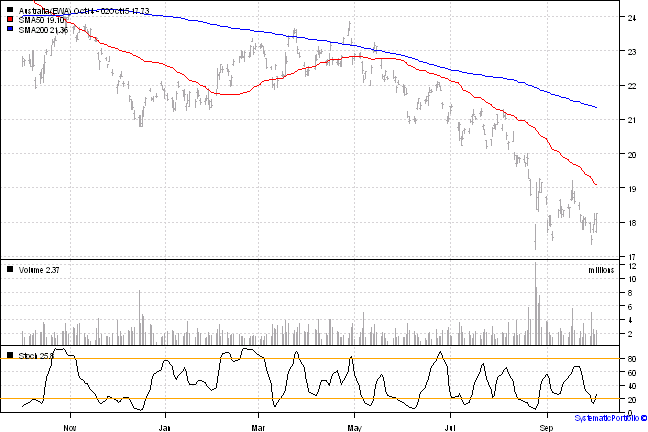 Australia(EWA) Oct14 - 02Oct15 17.73
SMA50 19.10
SMA200 21.36
24
23
22
21
20
19
18
17
Volume 2.37
millions
12
10
8
6
4
2
Stoch 25.8
80
60
40
20
0
Nov
Jan
Mar
May
Jul
Sep
SystematicPortfolio ©